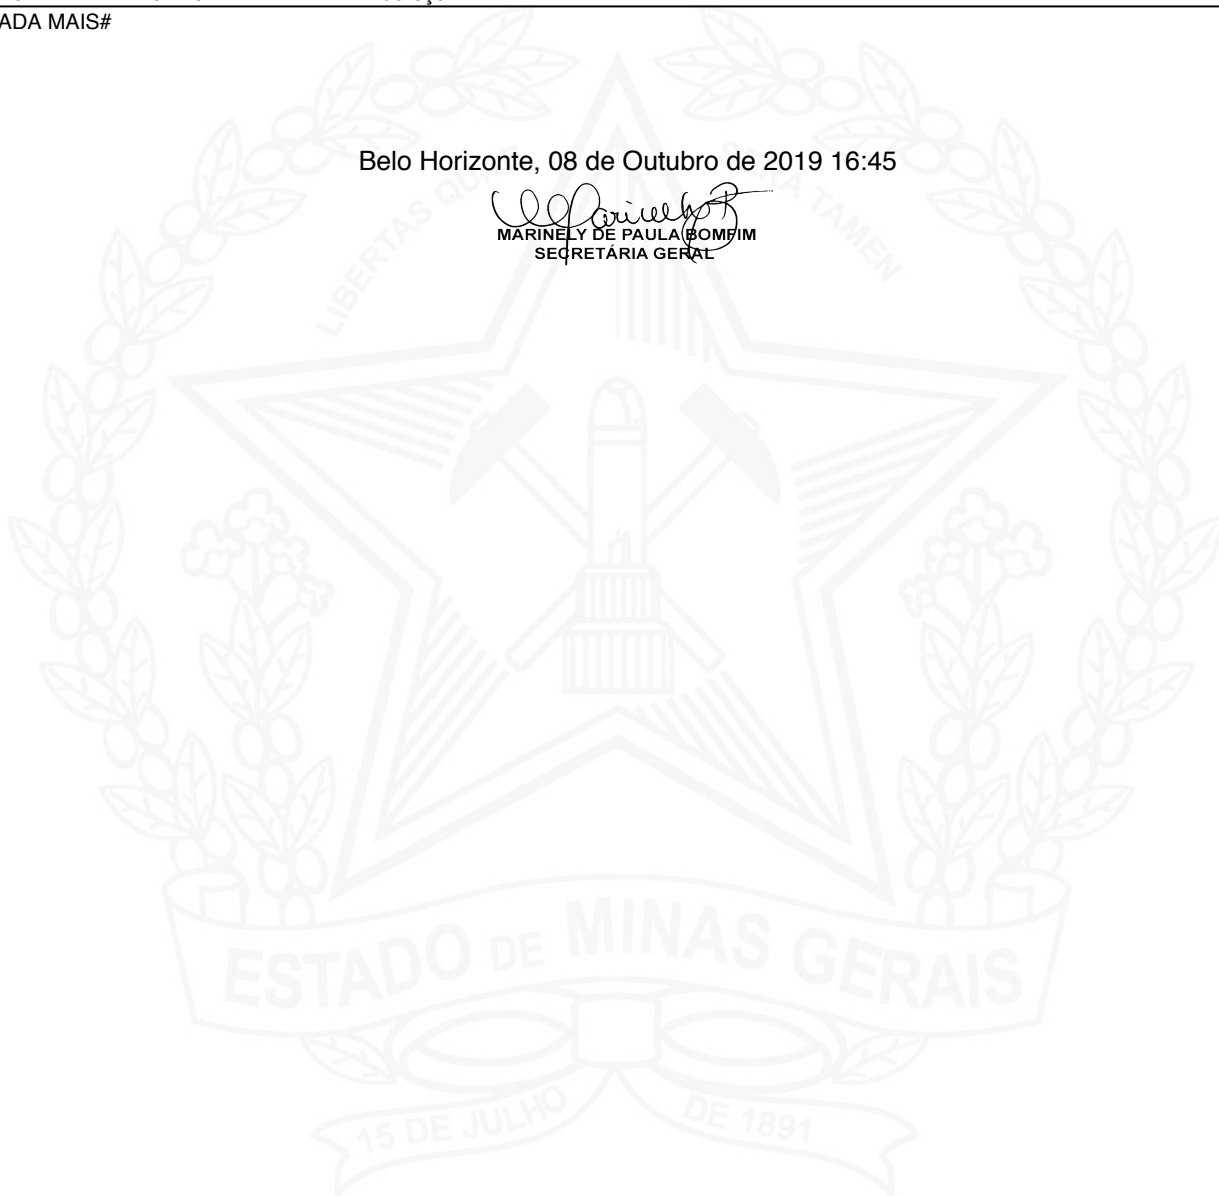 ADA MAIS#
Belo Horizonte, 08 de Outubro de 2019 16:45
MARINELY DE PAULA BOMFIM
SECRETÁRIA GERAL
LIBERTAS QUÆ SERA TAMEN
ESTADO DE MINAS GERAIS
15 DE JULHO DE 1891